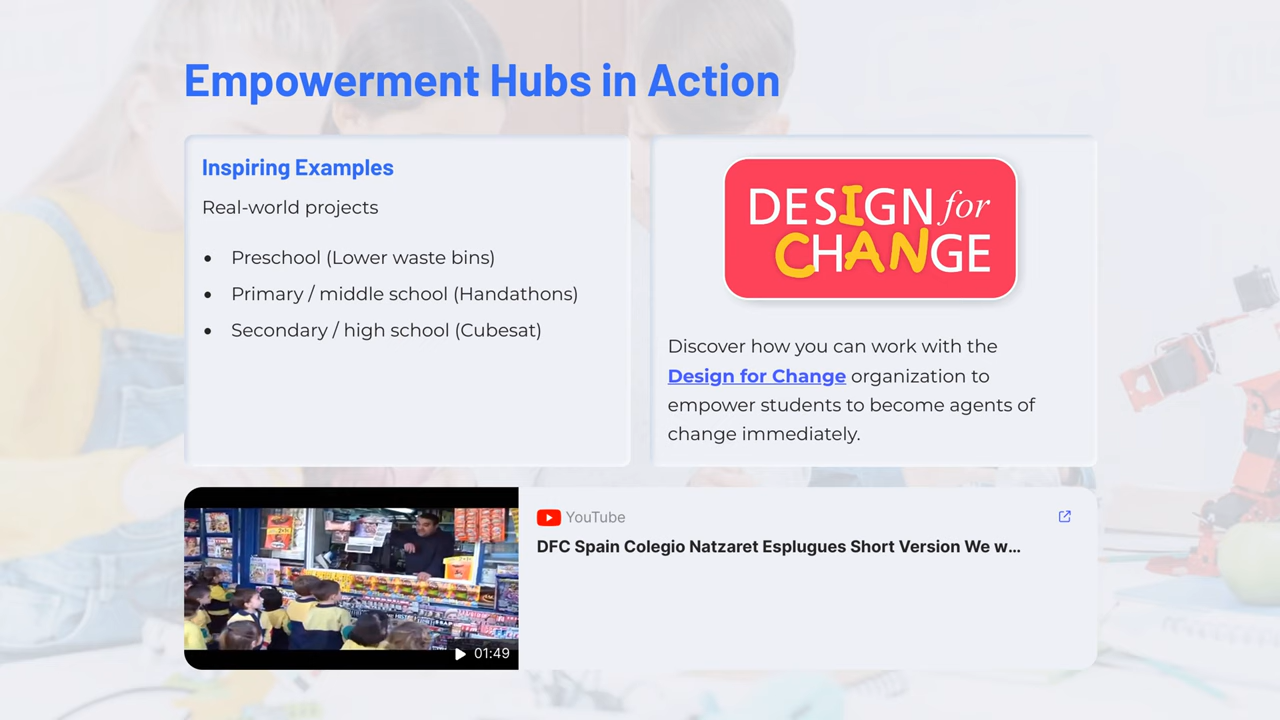 Empowerment Hubs in Action
Inspiring Examples
Real-world projects
• Preschool (Lower waste bins)
• Primary / middle school (Handathons)
• Secondary / high school (Cubesat)
DESIGN for
CHANGE
Discover how you can work with the
Design for Change organization to
empower students to become agents of
change immediately.
01:49
YouTube
DFC Spain Colegio Natzaret Esplugues Short Version We w...